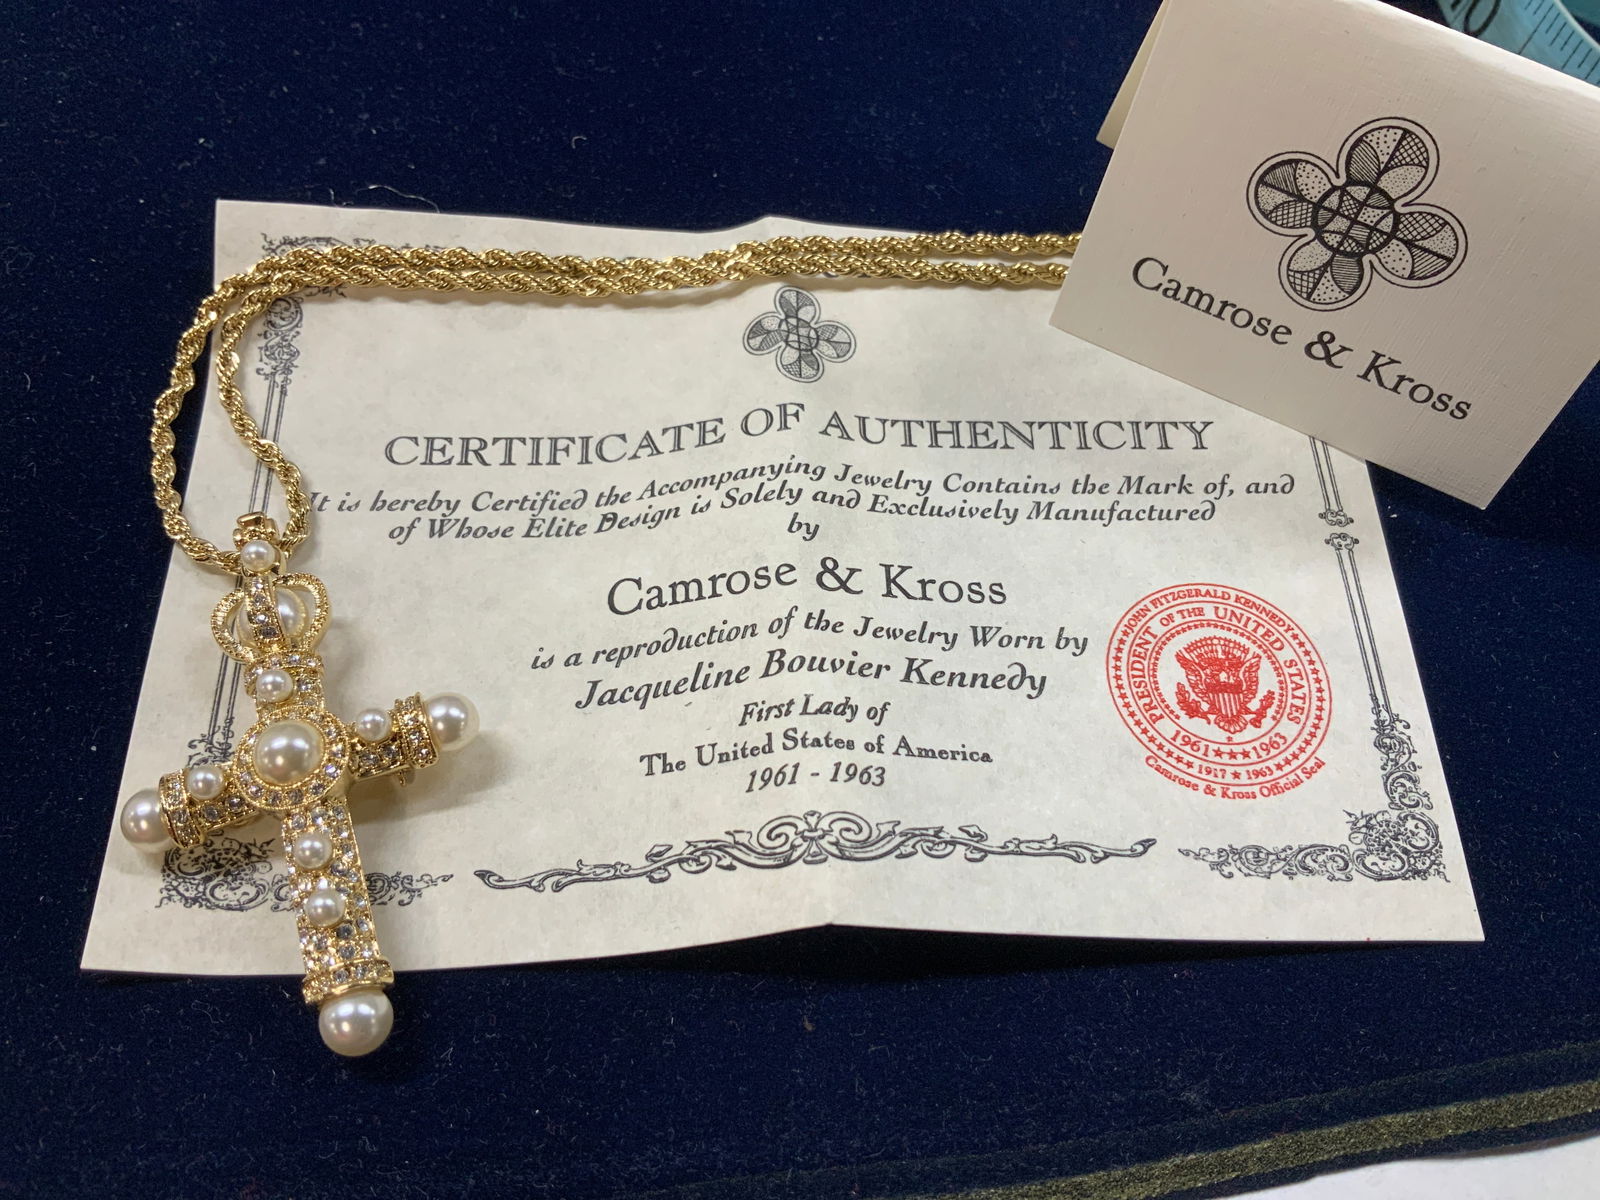 Camrose & Kross
CERTIFICATE OF AUTHENTICITY
It is hereby Certified the Accompanying Jewelry Contains the Mark of, and
of Whose Elite Design is Solely and Exclusively Manufactured
by
Camrose & Kross
is a reproduction of the Jewelry Worn by
Jacqueline Bouvier Kennedy
First Lady of
The United States of America
1961 - 1963
JOHN FITZGERALD KENNEDY
PRESIDENT OF THE UNITED STATES
1961★★★1963
1917 ★ 1963
Camrose & Kross Official Seal